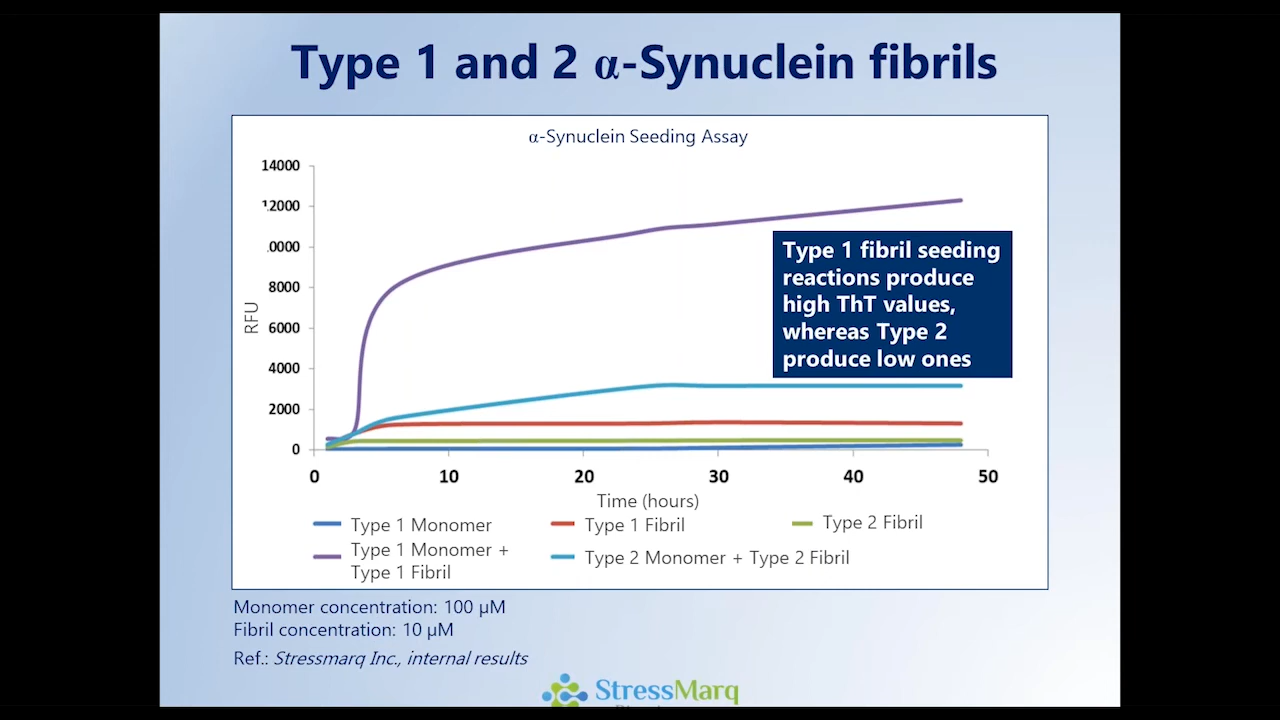 Type 1 and 2 α-Synuclein fibrils
α-Synuclein Seeding Assay
14000
12000
0000
8000
6000
4000
2000
0
RFU
0 10 20 30 40 50
Time (hours)
Type 1 fibril seeding
reactions produce
high ThT values,
whereas Type 2
produce low ones
Type 1 Monomer
Type 1 Fibril
Type 2 Fibril
Type 1 Monomer +
Type 1 Fibril
Type 2 Monomer + Type 2 Fibril
Monomer concentration: 100 µM
Fibril concentration: 10 µM
Ref.: Stressmarq Inc., internal results
StressMarq